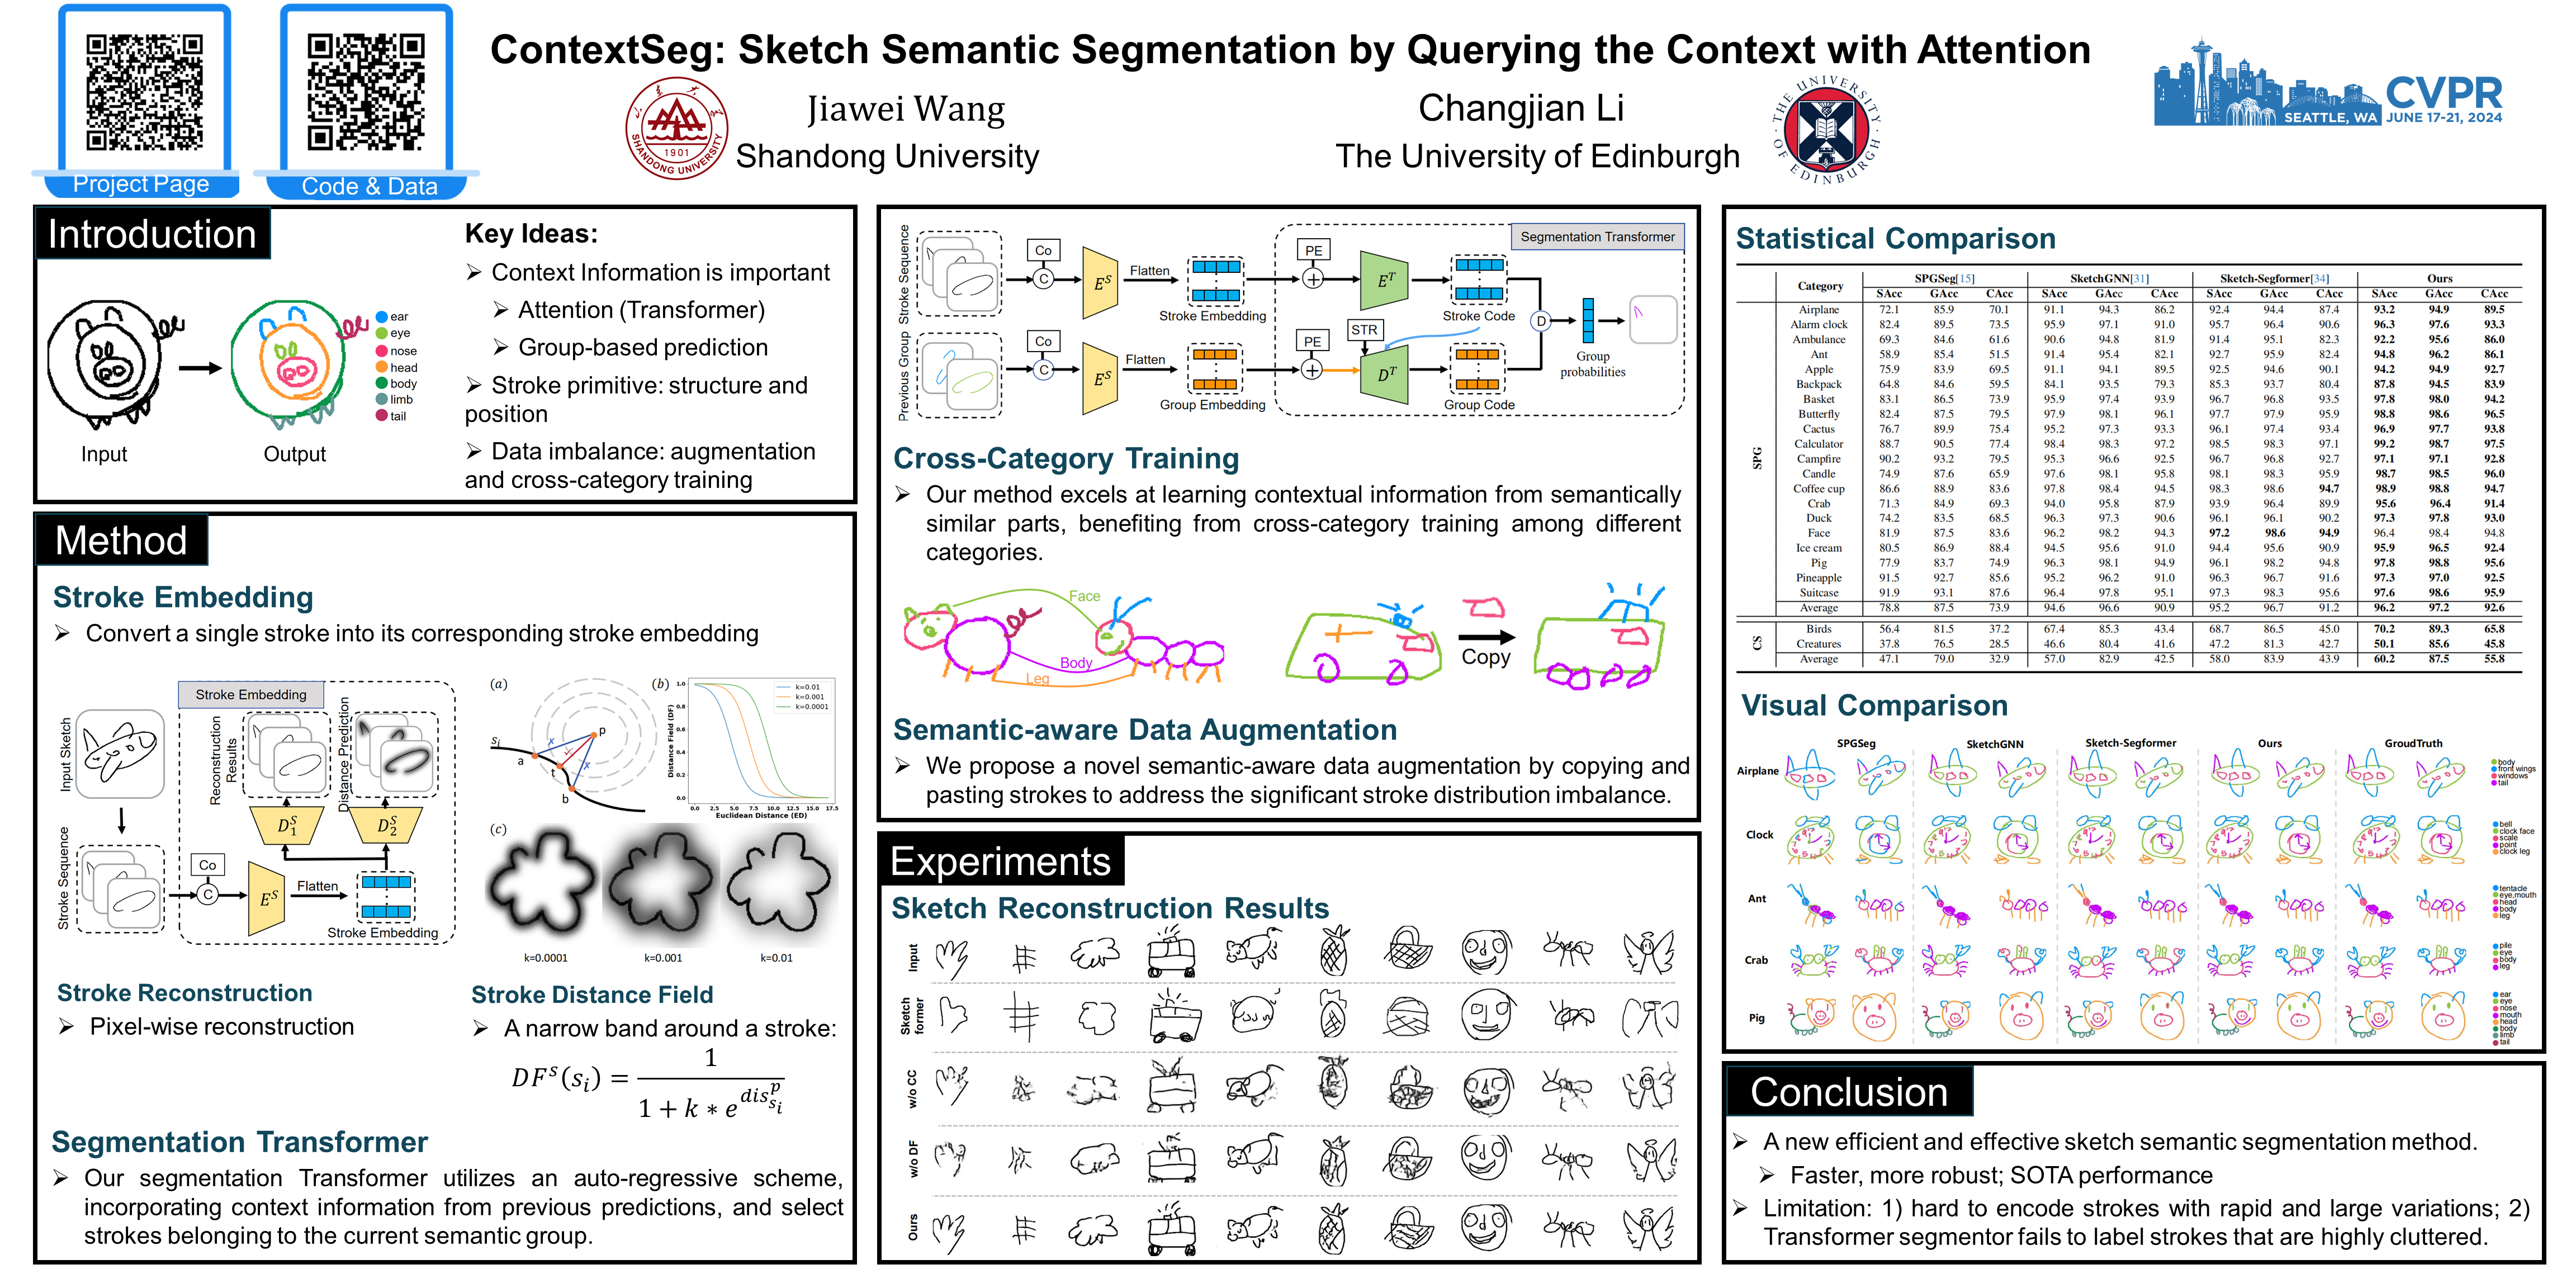 Project Page
Code & Data
ContextSeg: Sketch Semantic Segmentation by Querying the Context with Attention
SHANDONG UNIVERSITY
1901
Jiawei Wang
Shandong University
Changjian Li
The University of Edinburgh
THE UNIVERSITY OF EDINBURGH
CVPR
SEATTLE, WA JUNE 17-21, 2024
Introduction
Input
Output
ear
eye
nose
head
body
limb
tail
Key Ideas:
➢ Context Information is important
➢ Attention (Transformer)
➢ Group-based prediction
➢ Stroke primitive: structure and
position
➢ Data imbalance: augmentation
and cross-category training
Method
Stroke Embedding
➢ Convert a single stroke into its corresponding stroke embedding
Input Sketch
Stroke Sequence
Stroke Embedding
Reconstruction
Results
Distance Prediction
D₁ˢ
D₂ˢ
Co
C
Eˢ
Flatten
Stroke Embedding
(a)
sᵢ
a
t
b
p
(b)
Distance Field (DF)
1.0
0.8
0.6
0.4
0.2
0.0
k=0.01
k=0.001
k=0.0001
0.0 2.5 5.0 7.5 10.0 12.5 15.0 17.5
Euclidean Distance (ED)
(c)
k=0.0001
k=0.001
k=0.01
Stroke Reconstruction
➢ Pixel-wise reconstruction
Stroke Distance Field
➢ A narrow band around a stroke:
DFˢ(sᵢ) = 1 / (1 + k * e^{dis_{sᵢ}^p})
Segmentation Transformer
➢ Our segmentation Transformer utilizes an auto-regressive scheme,
incorporating context information from previous predictions, and select
strokes belonging to the current semantic group.
Stroke Sequence
Previous Group
Co
C
Eˢ
Flatten
Stroke Embedding
PE
+
Eᵀ
Stroke Code
Segmentation Transformer
Co
C
Eˢ
Flatten
Group Embedding
PE
+
STR
Dᵀ
Group Code
D
Group
probabilities
Cross-Category Training
➢ Our method excels at learning contextual information from semantically
similar parts, benefiting from cross-category training among different
categories.
Face
Body
Leg
Copy
Semantic-aware Data Augmentation
➢ We propose a novel semantic-aware data augmentation by copying and
pasting strokes to address the significant stroke distribution imbalance.
Experiments
Sketch Reconstruction Results
Input
Sketch
former
w/o CC
w/o DF
Ours
Statistical Comparison
Category SPGSeg[15] SketchGNN[31] Sketch-Segformer[34] Ours
SAcc GAcc CAcc SAcc GAcc CAcc SAcc GAcc CAcc SAcc GAcc CAcc
SPG
Airplane 72.1 85.9 70.1 91.1 94.3 86.2 92.4 94.4 87.4 93.2 94.9 89.5
Alarm clock 82.4 89.5 73.5 95.9 97.1 91.0 95.7 96.4 90.6 96.3 97.6 93.3
Ambulance 69.3 84.6 61.6 90.6 94.8 81.9 91.4 95.1 82.3 92.2 95.6 86.0
Ant 58.9 85.4 51.5 91.4 95.4 82.1 92.7 95.9 82.4 94.8 96.2 86.1
Apple 75.9 83.9 69.5 91.1 94.1 89.5 92.5 94.6 90.1 94.2 94.9 92.7
Backpack 64.8 84.6 59.5 84.1 93.5 79.3 85.3 93.7 80.4 87.8 94.5 83.9
Basket 83.1 86.5 73.9 95.9 97.4 93.9 96.7 96.8 93.5 97.8 98.0 94.2
Butterfly 82.4 87.5 79.5 97.9 98.1 96.1 97.7 97.9 95.9 98.8 98.6 96.5
Cactus 76.7 89.9 75.4 95.2 97.3 93.3 96.1 97.4 93.4 96.9 97.7 93.8
Calculator 88.7 90.5 77.4 98.4 98.3 97.2 98.5 98.3 97.1 99.2 98.7 97.5
Campfire 90.2 93.2 79.5 95.3 96.6 92.5 96.7 96.8 92.7 97.1 97.1 92.8
Candle 74.9 87.6 65.9 97.6 98.1 95.8 98.1 98.3 95.9 98.7 98.5 96.0
Coffee cup 86.6 88.9 83.6 97.8 98.4 94.5 98.3 98.6 94.7 98.9 98.8 94.7
Crab 71.3 84.9 69.3 94.0 95.8 87.9 93.9 96.4 89.9 95.6 96.4 91.4
Duck 74.2 83.5 68.5 96.3 97.3 90.6 96.1 96.1 90.2 97.3 97.8 93.0
Face 81.9 87.5 83.6 96.2 98.2 94.3 97.2 98.6 94.9 96.4 98.4 94.8
Ice cream 80.5 86.9 88.4 94.5 95.6 91.0 94.4 95.6 90.9 95.9 96.5 92.4
Pig 77.9 83.7 74.9 96.3 98.1 94.9 96.1 98.2 94.8 97.8 98.8 95.6
Pineapple 91.5 92.7 85.6 95.2 96.2 91.0 96.3 96.7 91.6 97.3 97.0 92.5
Suitcase 91.9 93.1 87.6 96.4 97.8 95.1 97.3 98.3 95.6 97.6 98.6 95.9
Average 78.8 87.5 73.9 94.6 96.6 90.9 95.2 96.7 91.2 96.2 97.2 92.6
CS
Birds 56.4 81.5 37.2 67.4 85.3 43.4 68.7 86.5 45.0 70.2 89.3 65.8
Creatures 37.8 76.5 28.5 46.6 80.4 41.6 47.2 81.3 42.7 50.1 85.6 45.8
Average 47.1 79.0 32.9 57.0 82.9 42.5 58.0 83.9 43.9 60.2 87.5 55.8
Visual Comparison
SPGSeg SketchGNN Sketch-Segformer Ours GroudTruth
Airplane
body
front wings
windows
tail
Clock
bell
clock face
scale
point
clock leg
Ant
tentacle
eye,mouth
head
body
leg
Crab
pile
eye
body
leg
Pig
ear
eye
nose
mouth
head
body
limb
tail
Conclusion
➢ A new efficient and effective sketch semantic segmentation method.
➢ Faster, more robust; SOTA performance
➢ Limitation: 1) hard to encode strokes with rapid and large variations; 2)
Transformer segmentor fails to label strokes that are highly cluttered.